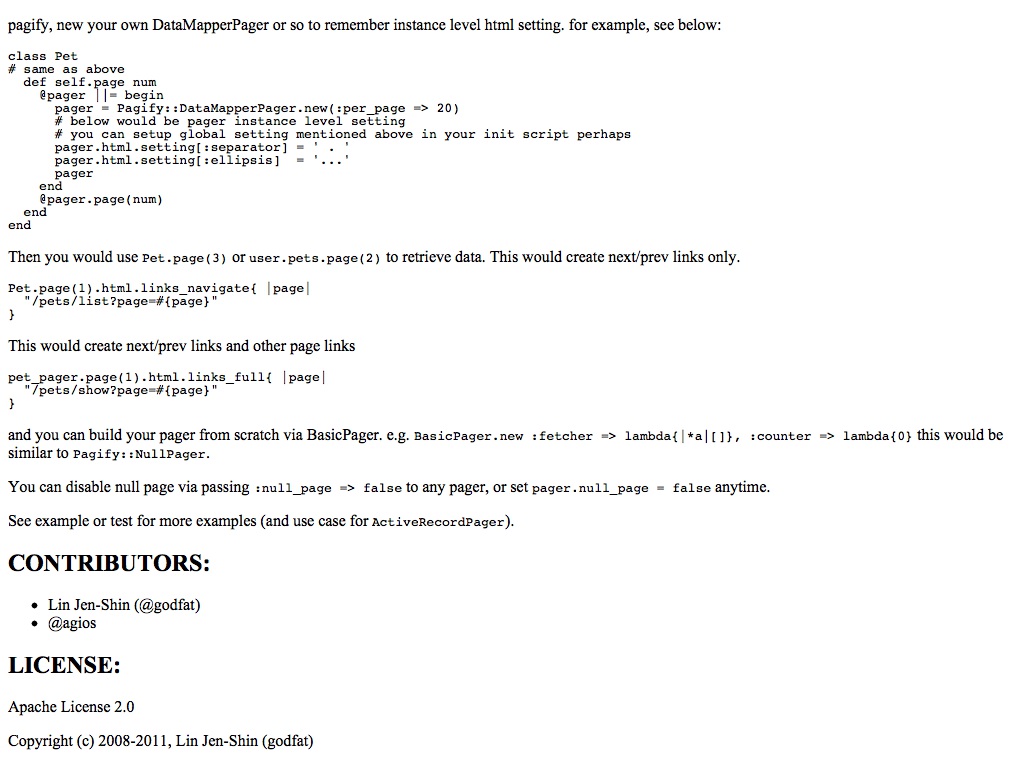 pagify, new your own DataMapperPager or so to remember instance level html setting. for example, see below:
class Pet
# same as above
  def self.page num
    @pager ||= begin
      pager = Pagify::DataMapperPager.new(:per_page => 20)
      # below would be pager instance level setting
      # you can setup global setting mentioned above in your init script perhaps
      pager.html.setting[:separator] = ' . '
      pager.html.setting[:ellipsis]  = '...'
      pager
    end
    @pager.page(num)
  end
end
Then you would use Pet.page(3) or user.pets.page(2) to retrieve data. This would create next/prev links only.
Pet.page(1).html.links_navigate{ |page|
  "/pets/list?page=#{page}"
}
This would create next/prev links and other page links
pet_pager.page(1).html.links_full{ |page|
  "/pets/show?page=#{page}"
}
and you can build your pager from scratch via BasicPager. e.g. BasicPager.new :fetcher => lambda{|*a|[]}, :counter => lambda{0} this would be
similar to Pagify::NullPager.
You can disable null page via passing :null_page => false to any pager, or set pager.null_page = false anytime.
See example or test for more examples (and use case for ActiveRecordPager).
CONTRIBUTORS:
• Lin Jen-Shin (@godfat)
• @agios
LICENSE:
Apache License 2.0
Copyright (c) 2008-2011, Lin Jen-Shin (godfat)